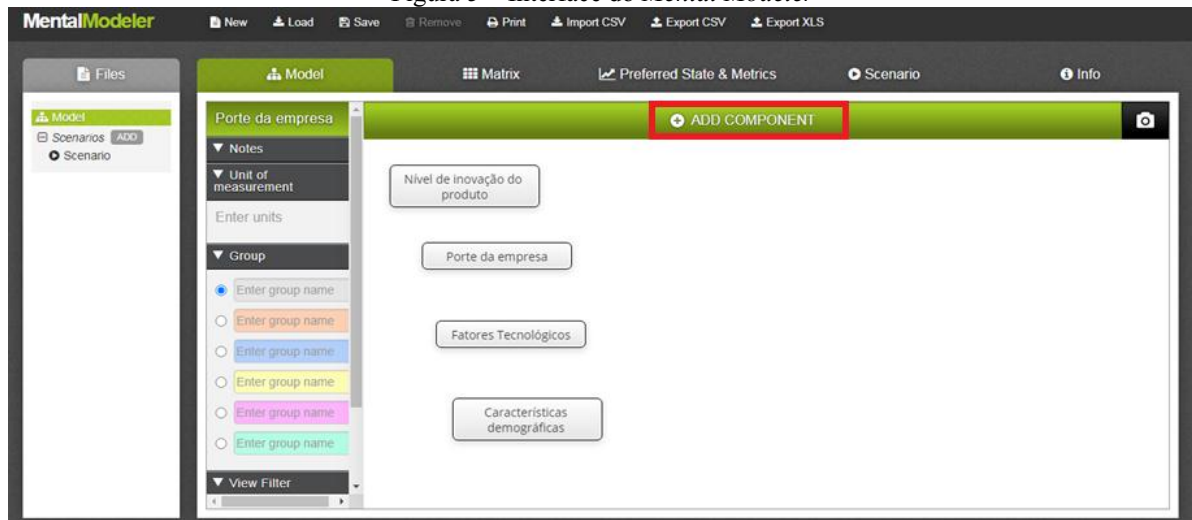 Figura 3 – Interface do Mental Modeler
MentalModeler
New Load Save Remove Print Import CSV Export CSV Export XLS
Files Model Matrix Preferred State & Metrics Scenario Info
Model
Scenarios ADD
Scenario
Porte da empresa
Notes
Unit of
measurement
Enter units
Group
Enter group name
Enter group name
Enter group name
Enter group name
Enter group name
Enter group name
View Filter
ADD COMPONENT
Nível de inovação do
produto
Porte da empresa
Fatores Tecnológicos
Características
demográficas